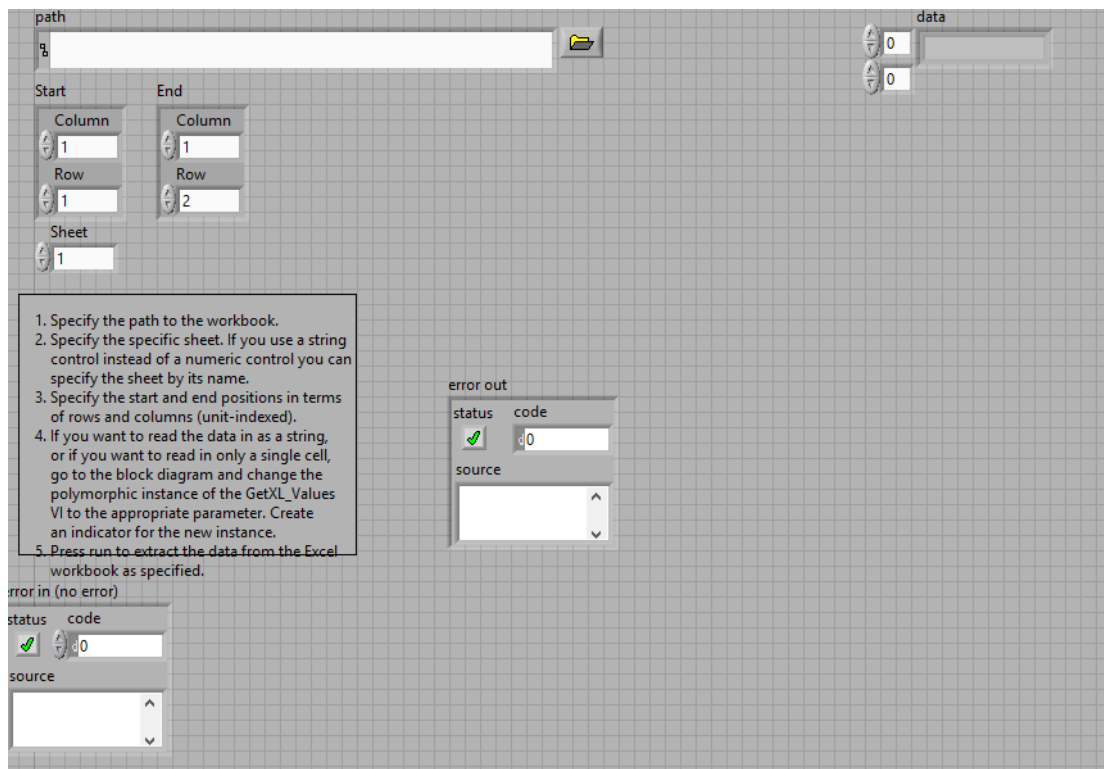 path
data
0
0
Start
End
Column
Column
1
1
Row
Row
1
2
Sheet
1
1. Specify the path to the workbook.
2. Specify the specific sheet. If you use a string
control instead of a numeric control you can
specify the sheet by its name.
3. Specify the start and end positions in terms
of rows and columns (unit-indexed).
4. If you want to read the data in as a string,
or if you want to read in only a single cell,
go to the block diagram and change the
polymorphic instance of the GetXL_Values
VI to the appropriate parameter. Create
an indicator for the new instance.
5. Press run to extract the data from the Excel
workbook as specified.
error out
status code
d0
source
error in (no error)
status code
d0
source